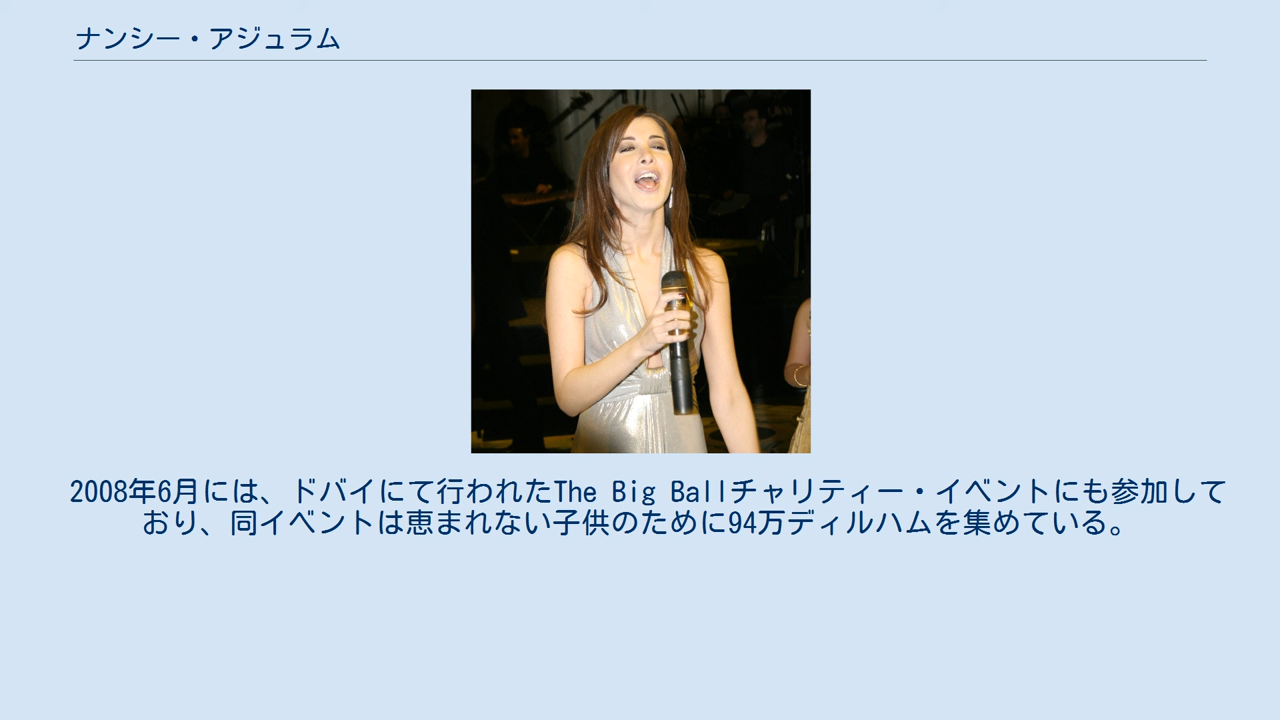 ナンシー・アジュラム
2008年6月には、ドバイにて行われたThe Big Ballチャリティー・イベントにも参加して
おり、同イベントは恵まれない子供のために94万ディルハムを集めている。